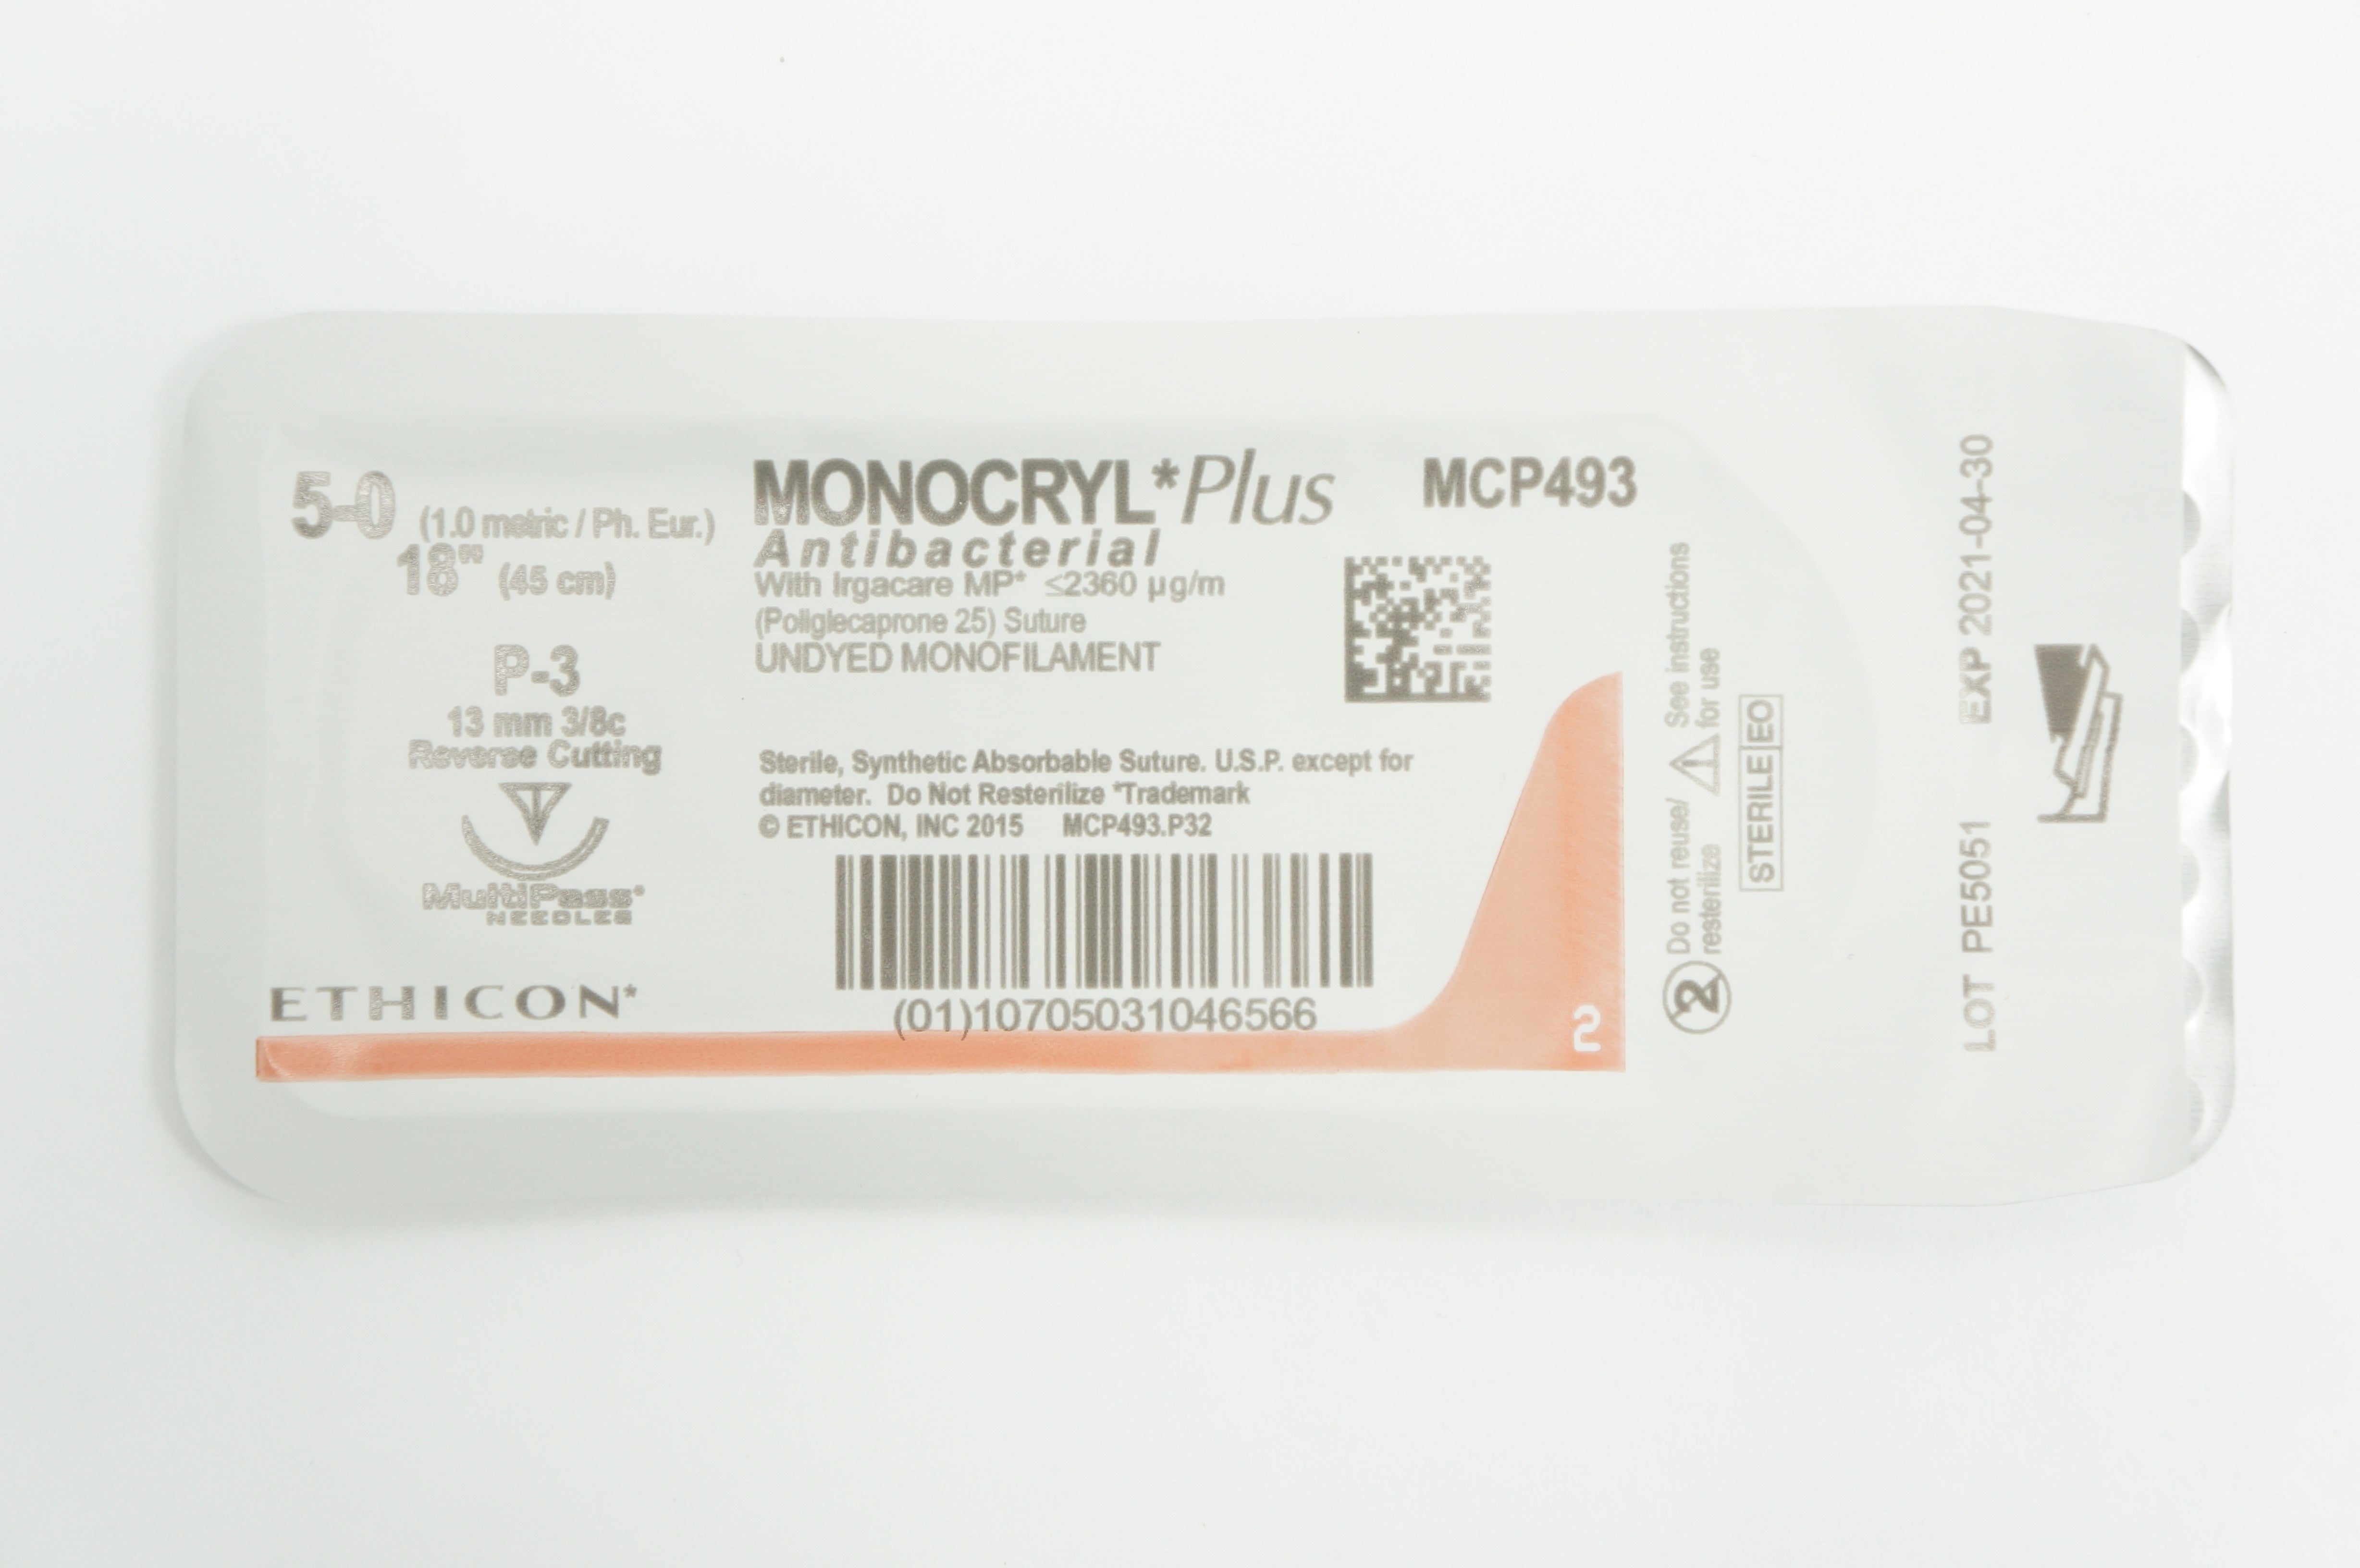 5-0 (1.0 metric / Ph. Eur.)
18" (45 cm)
P-3
13 mm 3/8c
Reverse Cutting
MultiPass*
NEEDLES
ETHICON*
MONOCRYL*Plus
Antibacterial
With Irgacare MP* ≤2360 µg/m
(Poliglecaprone 25) Suture
UNDYED MONOFILAMENT
MCP493
Sterile, Synthetic Absorbable Suture. U.S.P. except for
diameter. Do Not Resterilize *Trademark
© ETHICON, INC 2015 MCP493.P32
(01)10705031046566
2
2 Do not reuse/
resterilize
See instructions
for use
STERILE EO
LOT PE5051 EXP 2021-04-30